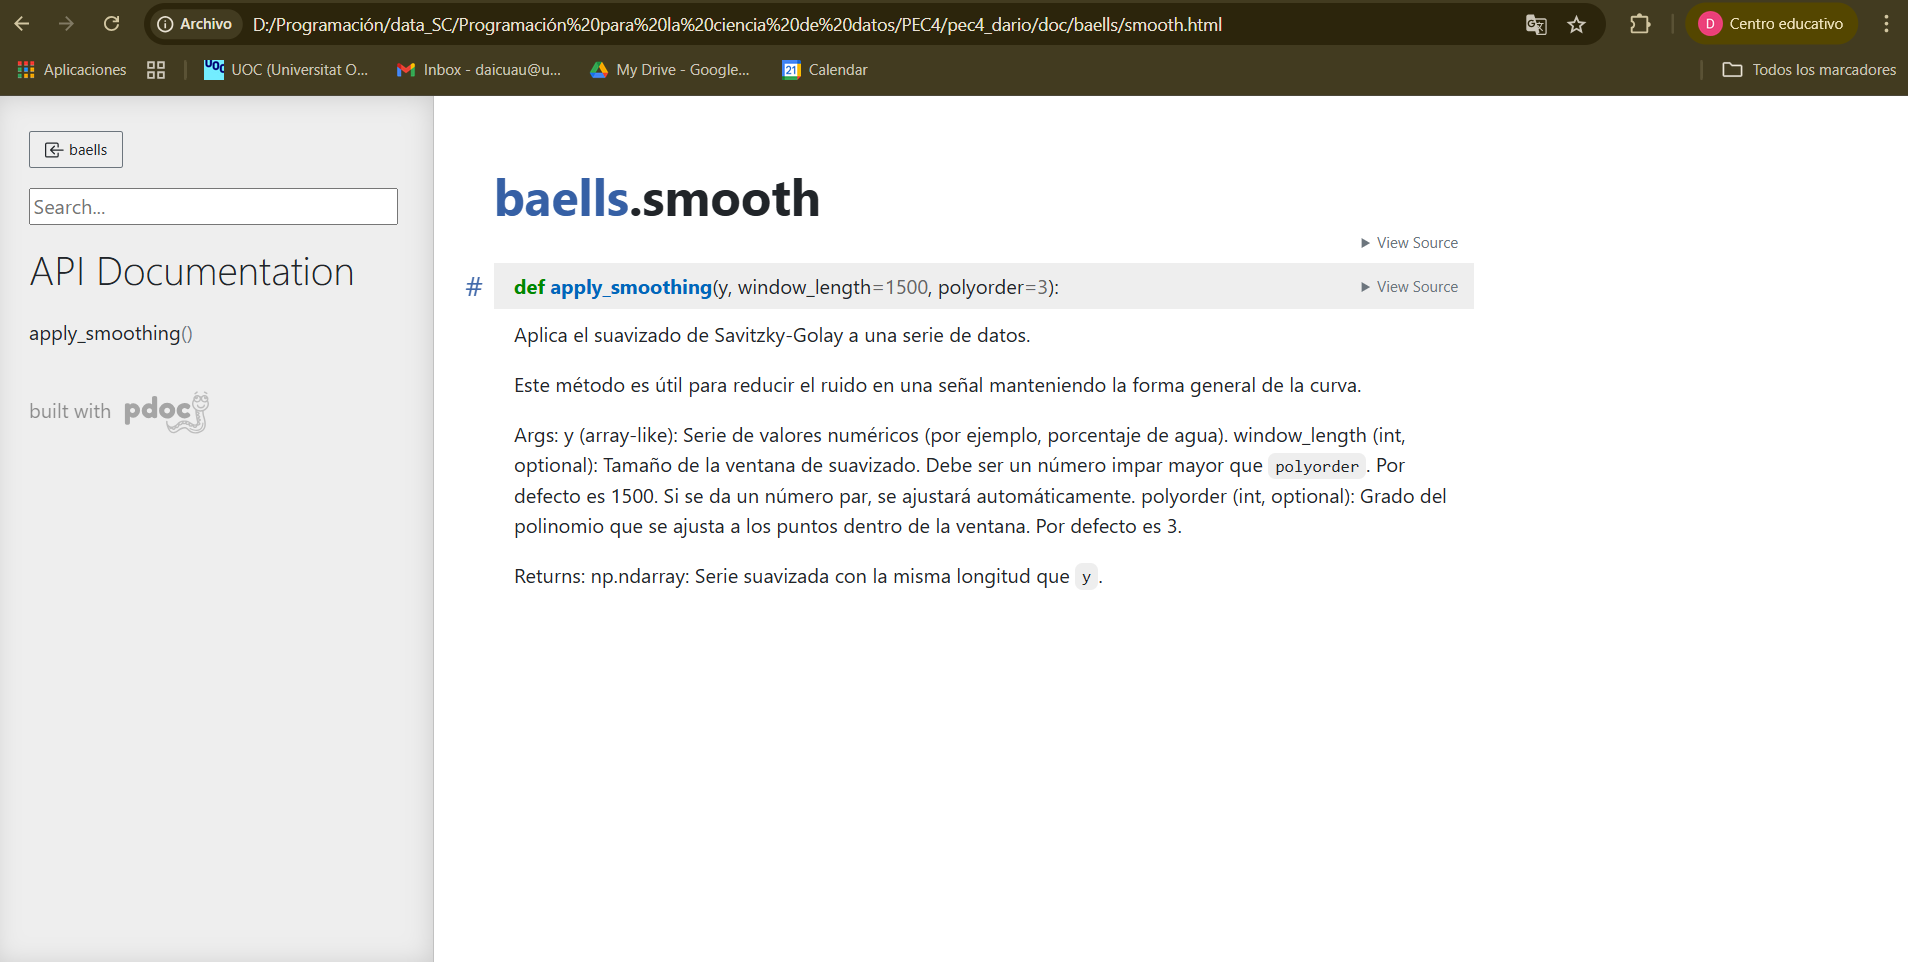 Archivo D:/Programación/data_SC/Programación%20para%20la%20ciencia%20de%20datos/PEC4/pec4_dario/doc/baells/smooth.html D Centro educativo
Aplicaciones UOC UOC (Universitat O... Inbox - daicuau@u... My Drive - Google... 21 Calendar Todos los marcadores
baells
Search...
API Documentation
apply_smoothing()
built with pdoc
baells.smooth
View Source
# def apply_smoothing(y, window_length=1500, polyorder=3): View Source
Aplica el suavizado de Savitzky-Golay a una serie de datos.
Este método es útil para reducir el ruido en una señal manteniendo la forma general de la curva.
Args: y (array-like): Serie de valores numéricos (por ejemplo, porcentaje de agua). window_length (int,
optional): Tamaño de la ventana de suavizado. Debe ser un número impar mayor que polyorder. Por
defecto es 1500. Si se da un número par, se ajustará automáticamente. polyorder (int, optional): Grado del
polinomio que se ajusta a los puntos dentro de la ventana. Por defecto es 3.
Returns: np.ndarray: Serie suavizada con la misma longitud que y.